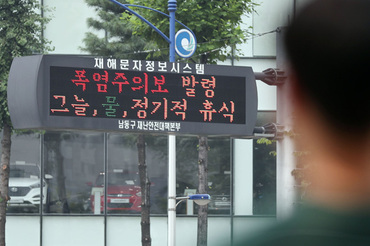 재해문자정보시스템
폭염주의보 발령
그늘,물,정기적 휴식
남동구 재난안전대책본부